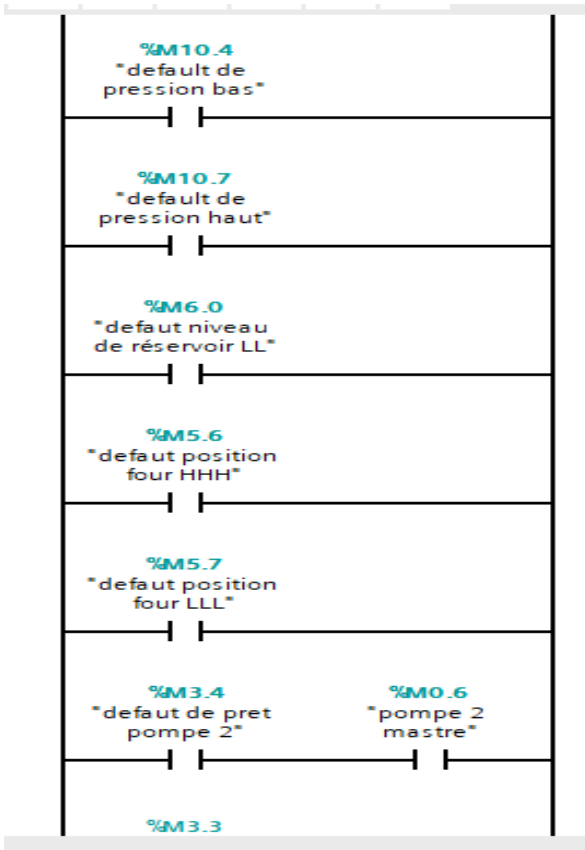 %M10.4
"default de
pression bas"
%M10.7
"default de
pression haut"
%M6.0
"defaut niveau
de réservoir LL"
%M5.6
"defaut position
four HHH"
%M5.7
"defaut position
four LLL"
%M3.4
"defaut de pret
pompe 2"
%M0.6
"pompe 2
mastre"
%M3.3